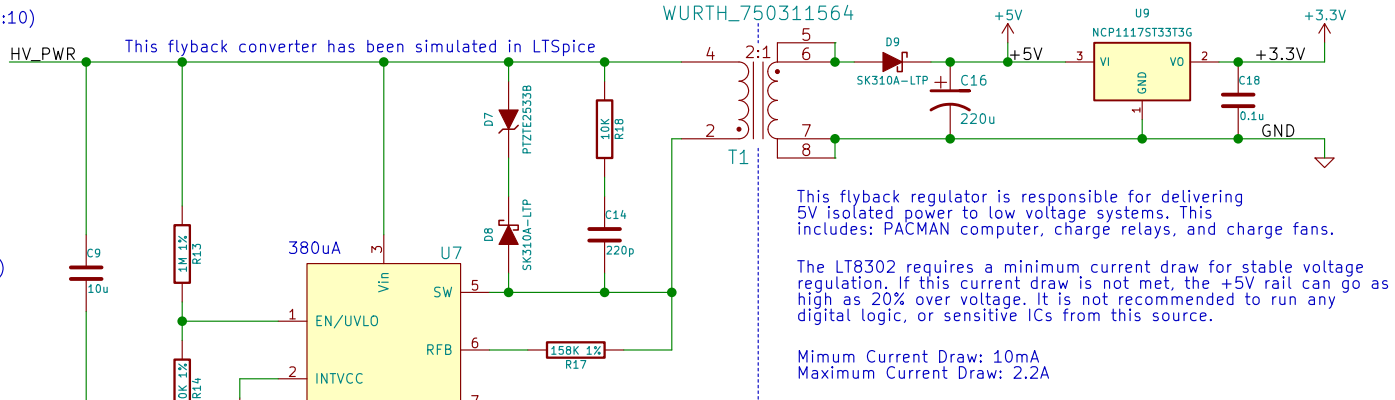 :10)
WURTH_750311564
+5V
U9
+3.3V
HV_PWR
This flyback converter has been simulated in LTSpice
4
2:1
5
6
D9
SK310A-LTP
+5V
C16
220u
NCP1117ST33T3G
3
VI
VO
2
GND
1
+3.3V
C18
0.1u
GND
D7
PTZTE2533B
10K
R18
2
T1
7
8
This flyback regulator is responsible for delivering
5V isolated power to low voltage systems. This
includes: PACMAN computer, charge relays, and charge fans.
1M 1%
R13
380uA
3
Vin
U7
D8
SK310A-LTP
C14
220p
C9
10u
)
SW
5
The LT8302 requires a minimum current draw for stable voltage
regulation. If this current draw is not met, the +5V rail can go as
high as 20% over voltage. It is not recommended to run any
digital logic, or sensitive ICs from this source.
1
EN/UVLO
RFB
6
158K 1%
R17
2
INTVCC
0K 1%
R14
Mimum Current Draw: 10mA
Maximum Current Draw: 2.2A